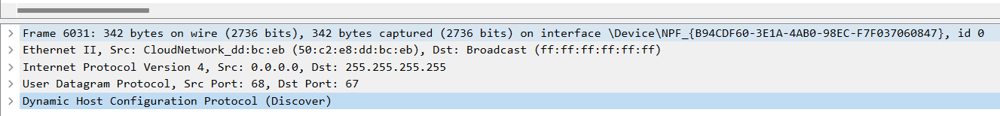 Frame 6031: 342 bytes on wire (2736 bits), 342 bytes captured (2736 bits) on interface \Device\NPF_{B94CDF60-3E1A-4AB0-98EC-F7F037060847}, id 0
Ethernet II, Src: CloudNetwork_dd:bc:eb (50:c2:e8:dd:bc:eb), Dst: Broadcast (ff:ff:ff:ff:ff:ff)
Internet Protocol Version 4, Src: 0.0.0.0, Dst: 255.255.255.255
User Datagram Protocol, Src Port: 68, Dst Port: 67
Dynamic Host Configuration Protocol (Discover)